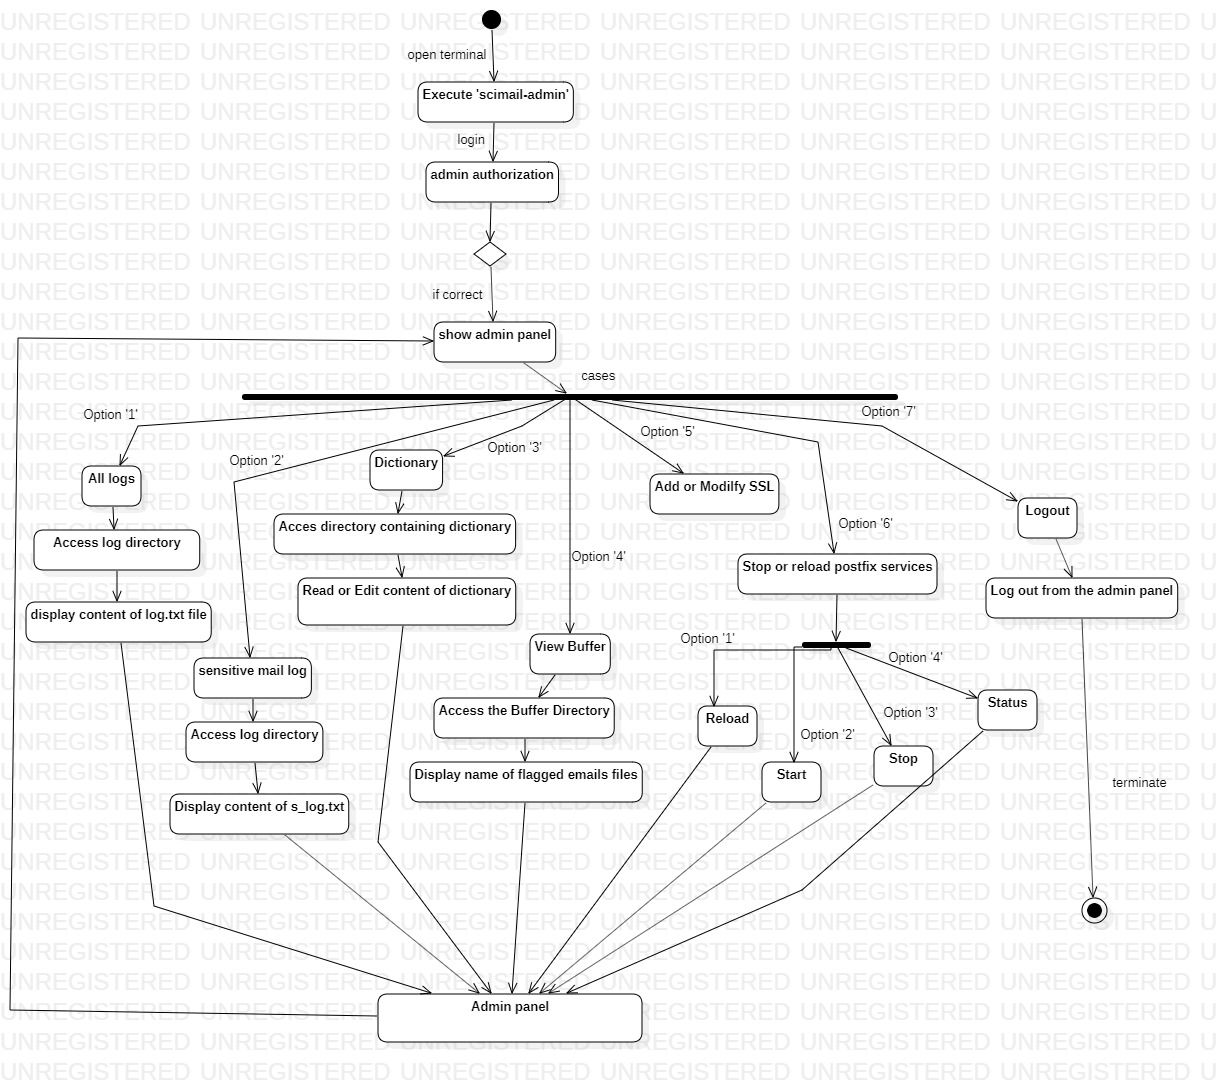 open terminal
Execute 'scimail-admin'
login
admin authorization
if correct
show admin panel
cases
Option '1'
Option '7'
Option '5'
Option '3'
Option '2'
Dictionary
All logs
Add or Modilfy SSL
Logout
Option '6'
Acces directory containing dictionary
Access log directory
Option '4'
Stop or reload postfix services
Read or Edit content of dictionary
Log out from the admin panel
display content of log.txt file
Option '1'
View Buffer
Option '4'
sensitive mail log
Status
Access the Buffer Directory
Option '3'
Reload
Access log directory
Option '2'
Stop
Display name of flagged emails files
Start
terminate
Display content of s_log.txt
Admin panel
UNREGISTERED